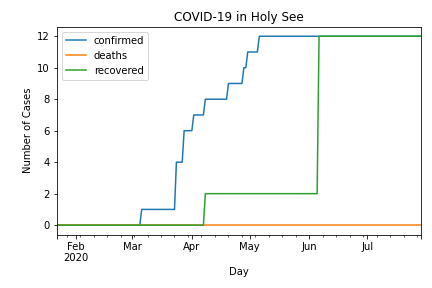 COVID-19 in Holy See
confirmed
deaths
recovered
Number of Cases
12
10
8
6
4
2
0
Feb Mar Apr May Jun Jul
2020
Day